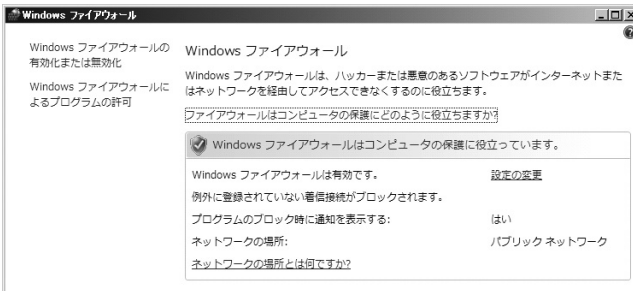 Windows ファイアウォール
Windows ファイアウォールの
有効化または無効化
Windows ファイアウォールに
よるプログラムの許可
Windows ファイアウォール
Windows ファイアウォールは、ハッカーまたは悪意のあるソフトウェアがインターネットまた
はネットワークを経由してアクセスできなくするのに役立ちます。
ファイアウォールはコンピュータの保護にどのように役立ちますか?
Windows ファイアウォールはコンピュータの保護に役立っています。
Windows ファイアウォールは有効です。 設定の変更
例外に登録されていない着信接続がブロックされます。
プログラムのブロック時に通知を表示する: はい
ネットワークの場所: パブリック ネットワーク
ネットワークの場所とは何ですか?